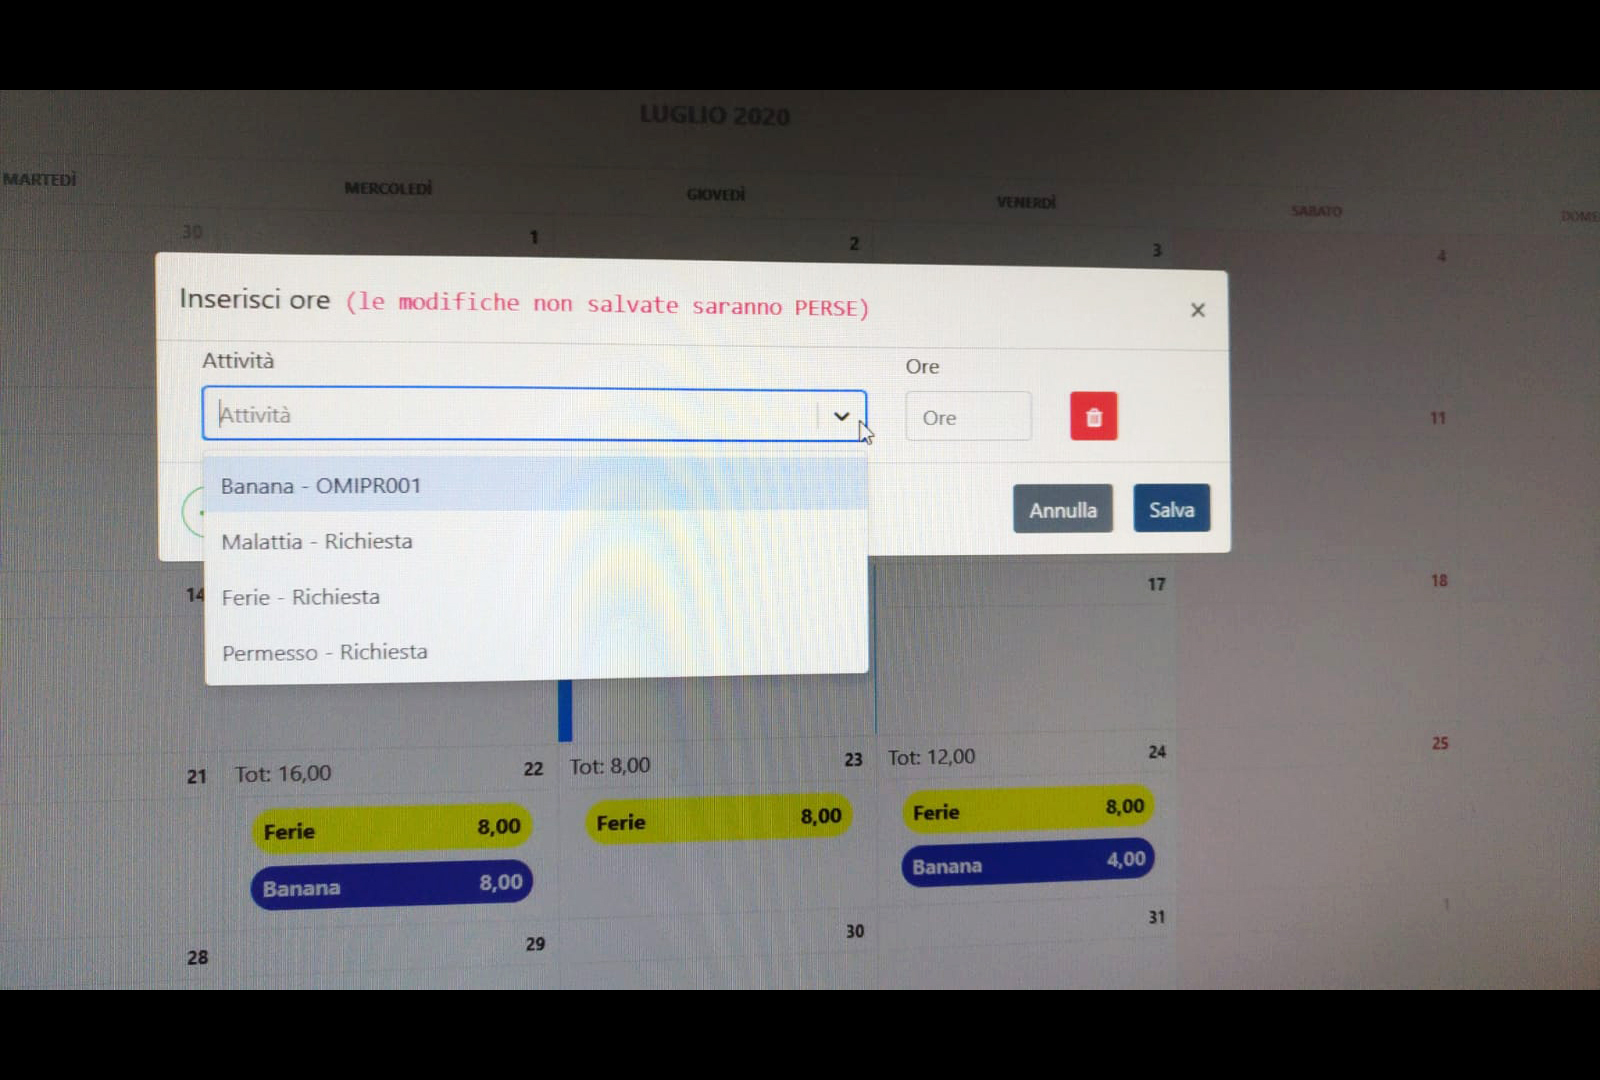 LUGLIO 2020
MARTEDÌ
MERCOLEDÌ
GIOVEDÌ
VENERDÌ
SABATO
DOME
30
1
2
3
4
Inserisci ore (le modifiche non salvate saranno PERSE)
×
Attività
Ore
Attività
Ore
11
Banana - OMIPR001
Malattia - Richiesta
Ferie - Richiesta
Permesso - Richiesta
Annulla
Salva
14
17
18
21
Tot: 16,00
22
Tot: 8,00
23
Tot: 12,00
24
25
Ferie 8,00
Ferie 8,00
Ferie 8,00
Banana 8,00
Banana 4,00
28
29
30
31
1